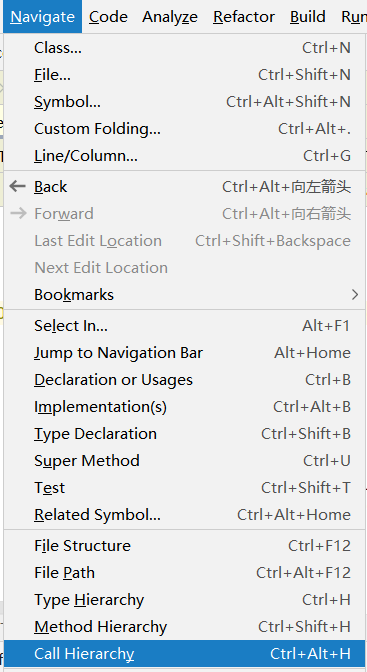 Navigate Code Analyze Refactor Build Run
Class... Ctrl+N
File... Ctrl+Shift+N
Symbol... Ctrl+Alt+Shift+N
Custom Folding... Ctrl+Alt+.
Line/Column... Ctrl+G
Back Ctrl+Alt+向左箭头
Forward Ctrl+Alt+向右箭头
Last Edit Location Ctrl+Shift+Backspace
Next Edit Location
Bookmarks
Select In... Alt+F1
Jump to Navigation Bar Alt+Home
Declaration or Usages Ctrl+B
Implementation(s) Ctrl+Alt+B
Type Declaration Ctrl+Shift+B
Super Method Ctrl+U
Test Ctrl+Shift+T
Related Symbol... Ctrl+Alt+Home
File Structure Ctrl+F12
File Path Ctrl+Alt+F12
Type Hierarchy Ctrl+H
Method Hierarchy Ctrl+Shift+H
Call Hierarchy Ctrl+Alt+H